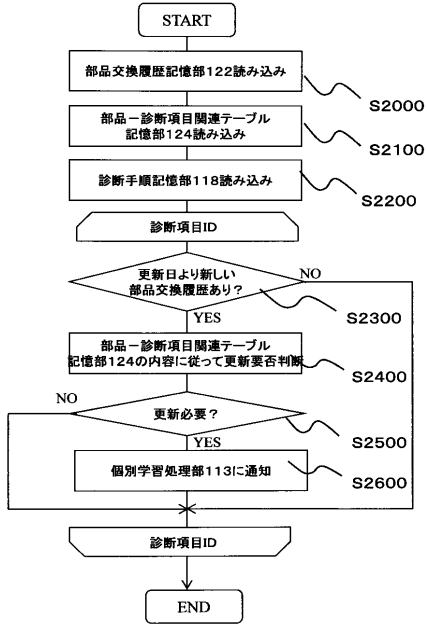 START
部品交換履歴記憶部122読み込み
S2000
部品－診断項目関連テーブル
記憶部124読み込み
S2100
診断手順記憶部118読み込み
S2200
診断項目ID
更新日より新しい
部品交換履歴あり？
NO
S2300
YES
部品－診断項目関連テーブル
記憶部124の内容に従って更新要否判断
S2400
NO
更新必要？
S2500
YES
個別学習処理部113に通知
S2600
診断項目ID
END